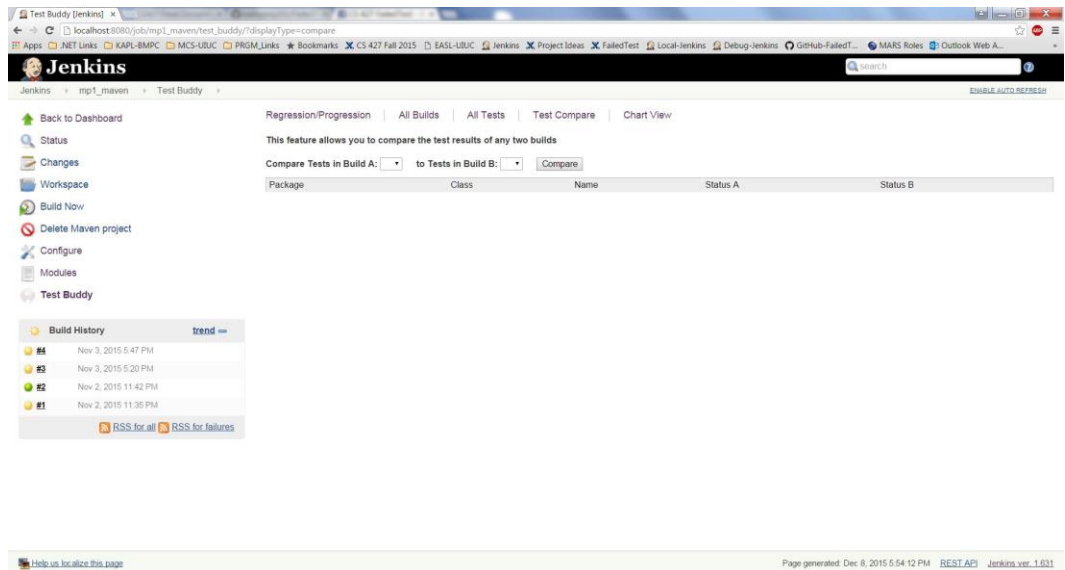 Test Buddy [Jenkins]
localhost:8080/job/mp1_maven/test_buddy/?displayType=compare
Apps .NET Links KAPL-BMPC MCS-UIUC PRGM_Links Bookmarks CS 427 Fall 2015 EASL-UIUC Jenkins Project Ideas FailedTest Local-Jenkins Debug-Jenkins GitHub-FailedT... MARS Roles Outlook Web A...
Jenkins
search
Jenkins mp1_maven Test Buddy
ENABLE AUTO REFRESH
Back to Dashboard
Status
Changes
Workspace
Build Now
Delete Maven project
Configure
Modules
Test Buddy
Build History trend
#4 Nov 3, 2015 5:47 PM
#3 Nov 3, 2015 5:20 PM
#2 Nov 2, 2015 11:42 PM
#1 Nov 2, 2015 11:35 PM
RSS for all RSS for failures
Regression/Progression All Builds All Tests Test Compare Chart View
This feature allows you to compare the test results of any two builds
Compare Tests in Build A: to Tests in Build B: Compare
Package Class Name Status A Status B
Help us localize this page
Page generated: Dec 8, 2015 5:54:12 PM REST API Jenkins ver. 1.631